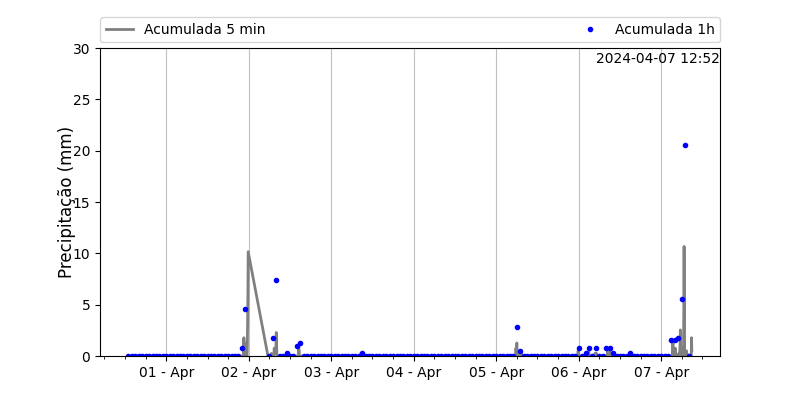 Acumulada 5 min
Acumulada 1h
2024-04-07 12:52
Precipitação (mm)
30
25
20
15
10
5
0
01 - Apr
02 - Apr
03 - Apr
04 - Apr
05 - Apr
06 - Apr
07 - Apr